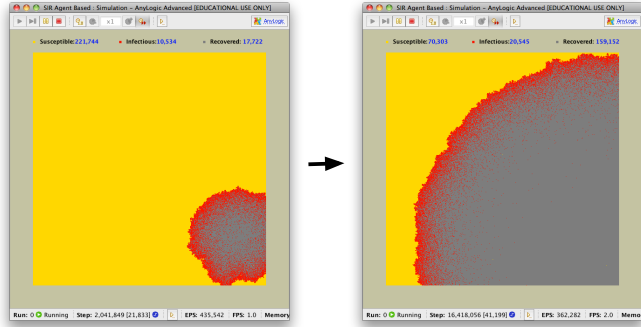 SIR Agent Based : Simulation – AnyLogic Advanced [EDUCATIONAL USE ONLY]
x1
AnyLogic
Susceptible:221,744 Infectious:10,534 Recovered: 17,722
Run: 0 Running Step: 2,041,849 [21,833] EPS: 435,542 FPS: 1.0 Memory
SIR Agent Based : Simulation – AnyLogic Advanced [EDUCATIONAL USE ONLY]
x1
AnyLogic
Susceptible:70,303 Infectious:20,545 Recovered: 159,152
Run: 0 Running Step: 16,418,056 [41,199] EPS: 362,282 FPS: 2.0 Memo